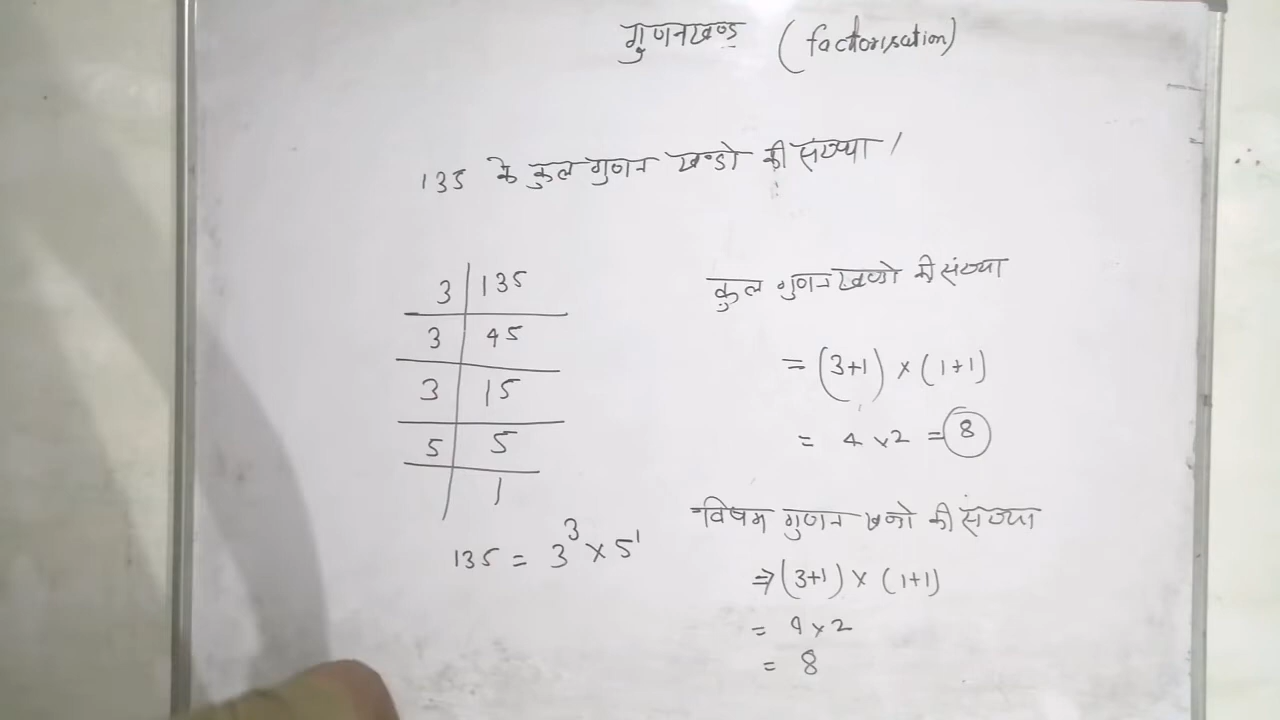 गुणनखण्ड (factorisation)
135 के कुल गुणन खण्डो की संख्या /
3 | 135
3 | 45
3 | 15
5 | 5
| 1
135 = 3³ × 5¹
कुल गुणनखण्डो की संख्या
= (3+1) × (1+1)
= 4 × 2 = 8
विषम गुणन खण्डो की संख्या
⇒ (3+1) × (1+1)
= 4 × 2
= 8